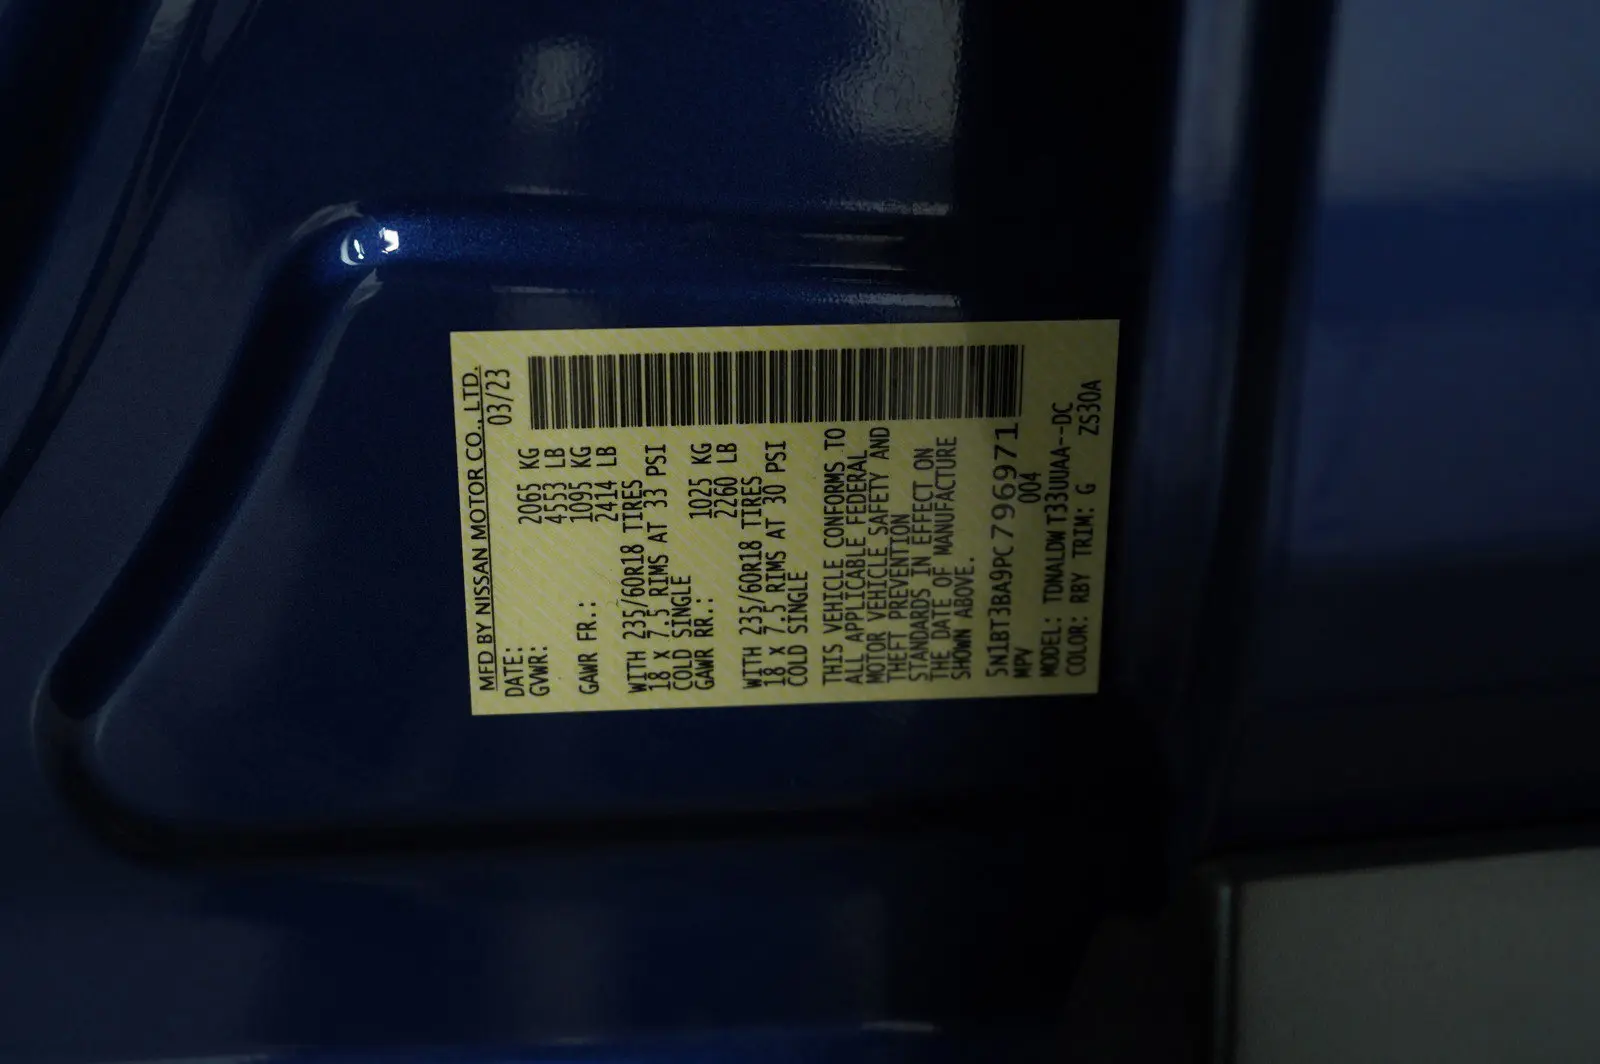 MFD BY NISSAN MOTOR CO., LTD.
DATE: 03/23
GVWR: 2065 KG
4553 LB
GAWR FR.: 1095 KG
2414 LB
WITH 235/60R18 TIRES
18 X 7.5 RIMS AT 33 PSI
COLD SINGLE
GAWR RR.: 1025 KG
2260 LB
WITH 235/60R18 TIRES
18 X 7.5 RIMS AT 30 PSI
COLD SINGLE
THIS VEHICLE CONFORMS TO
ALL APPLICABLE FEDERAL
MOTOR VEHICLE SAFETY AND
THEFT PREVENTION
STANDARDS IN EFFECT ON
THE DATE OF MANUFACTURE
SHOWN ABOVE.
5N1BT3BA9PC796971
MPV 004
MODEL: TDNALDW T33UUAA--DC
COLOR: RBY TRIM: G ZS30A